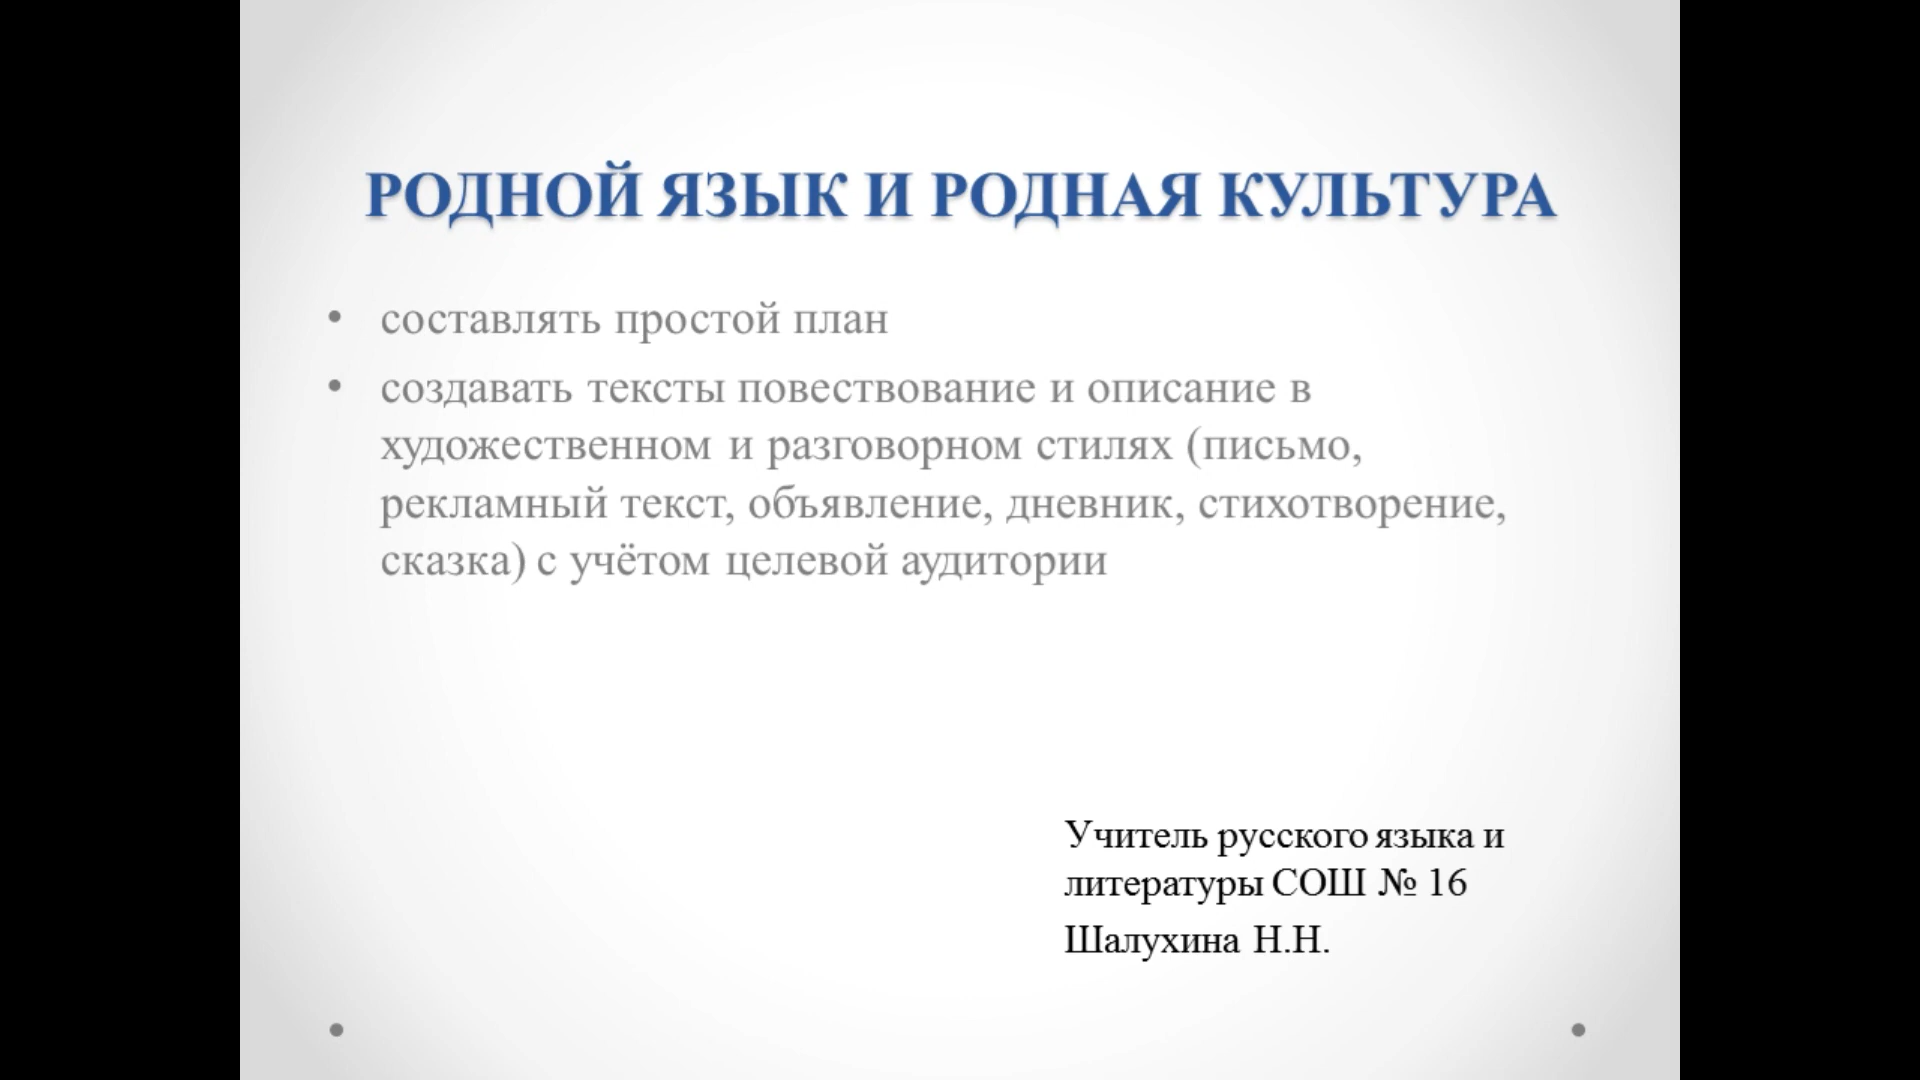 РОДНОЙ ЯЗЫК И РОДНАЯ КУЛЬТУРА
• составлять простой план
• создавать тексты повествование и описание в
художественном и разговорном стилях (письмо,
рекламный текст, объявление, дневник, стихотворение,
сказка) с учётом целевой аудитории
Учитель русского языка и
литературы СОШ № 16
Шалухина Н.Н.